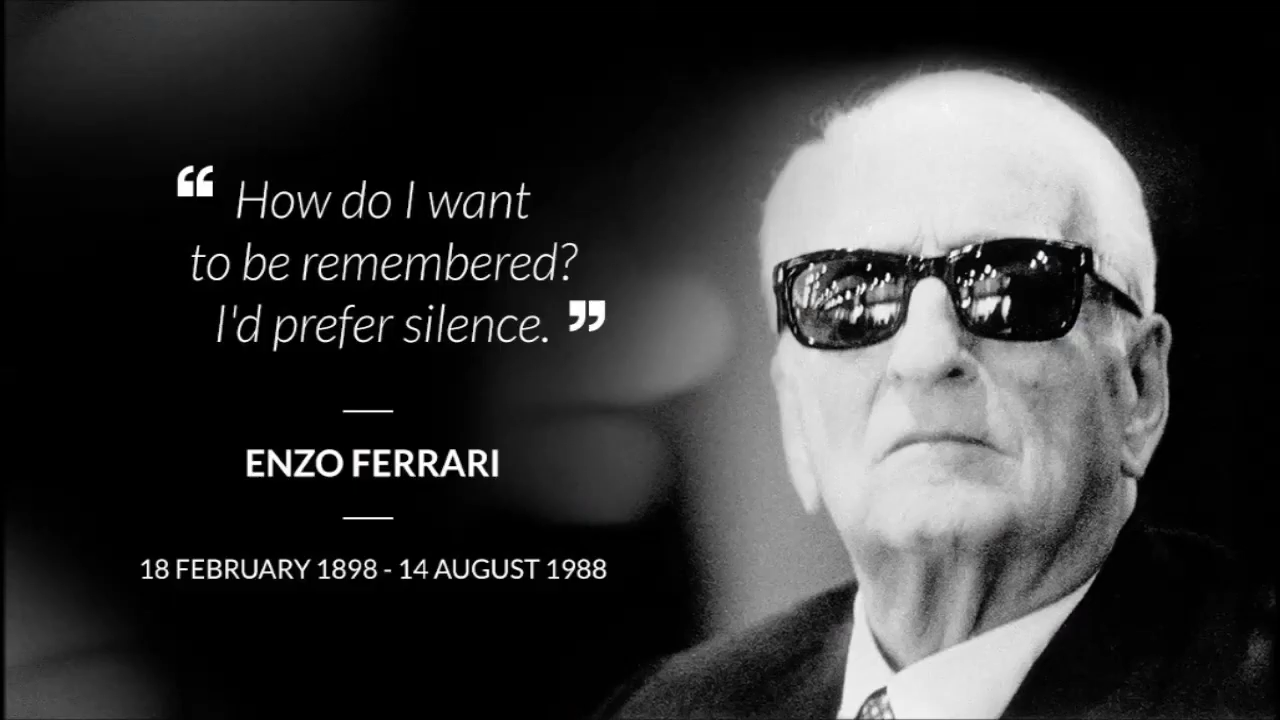 “ How do I want
to be remembered?
I'd prefer silence. ”
ENZO FERRARI
18 FEBRUARY 1898 - 14 AUGUST 1988